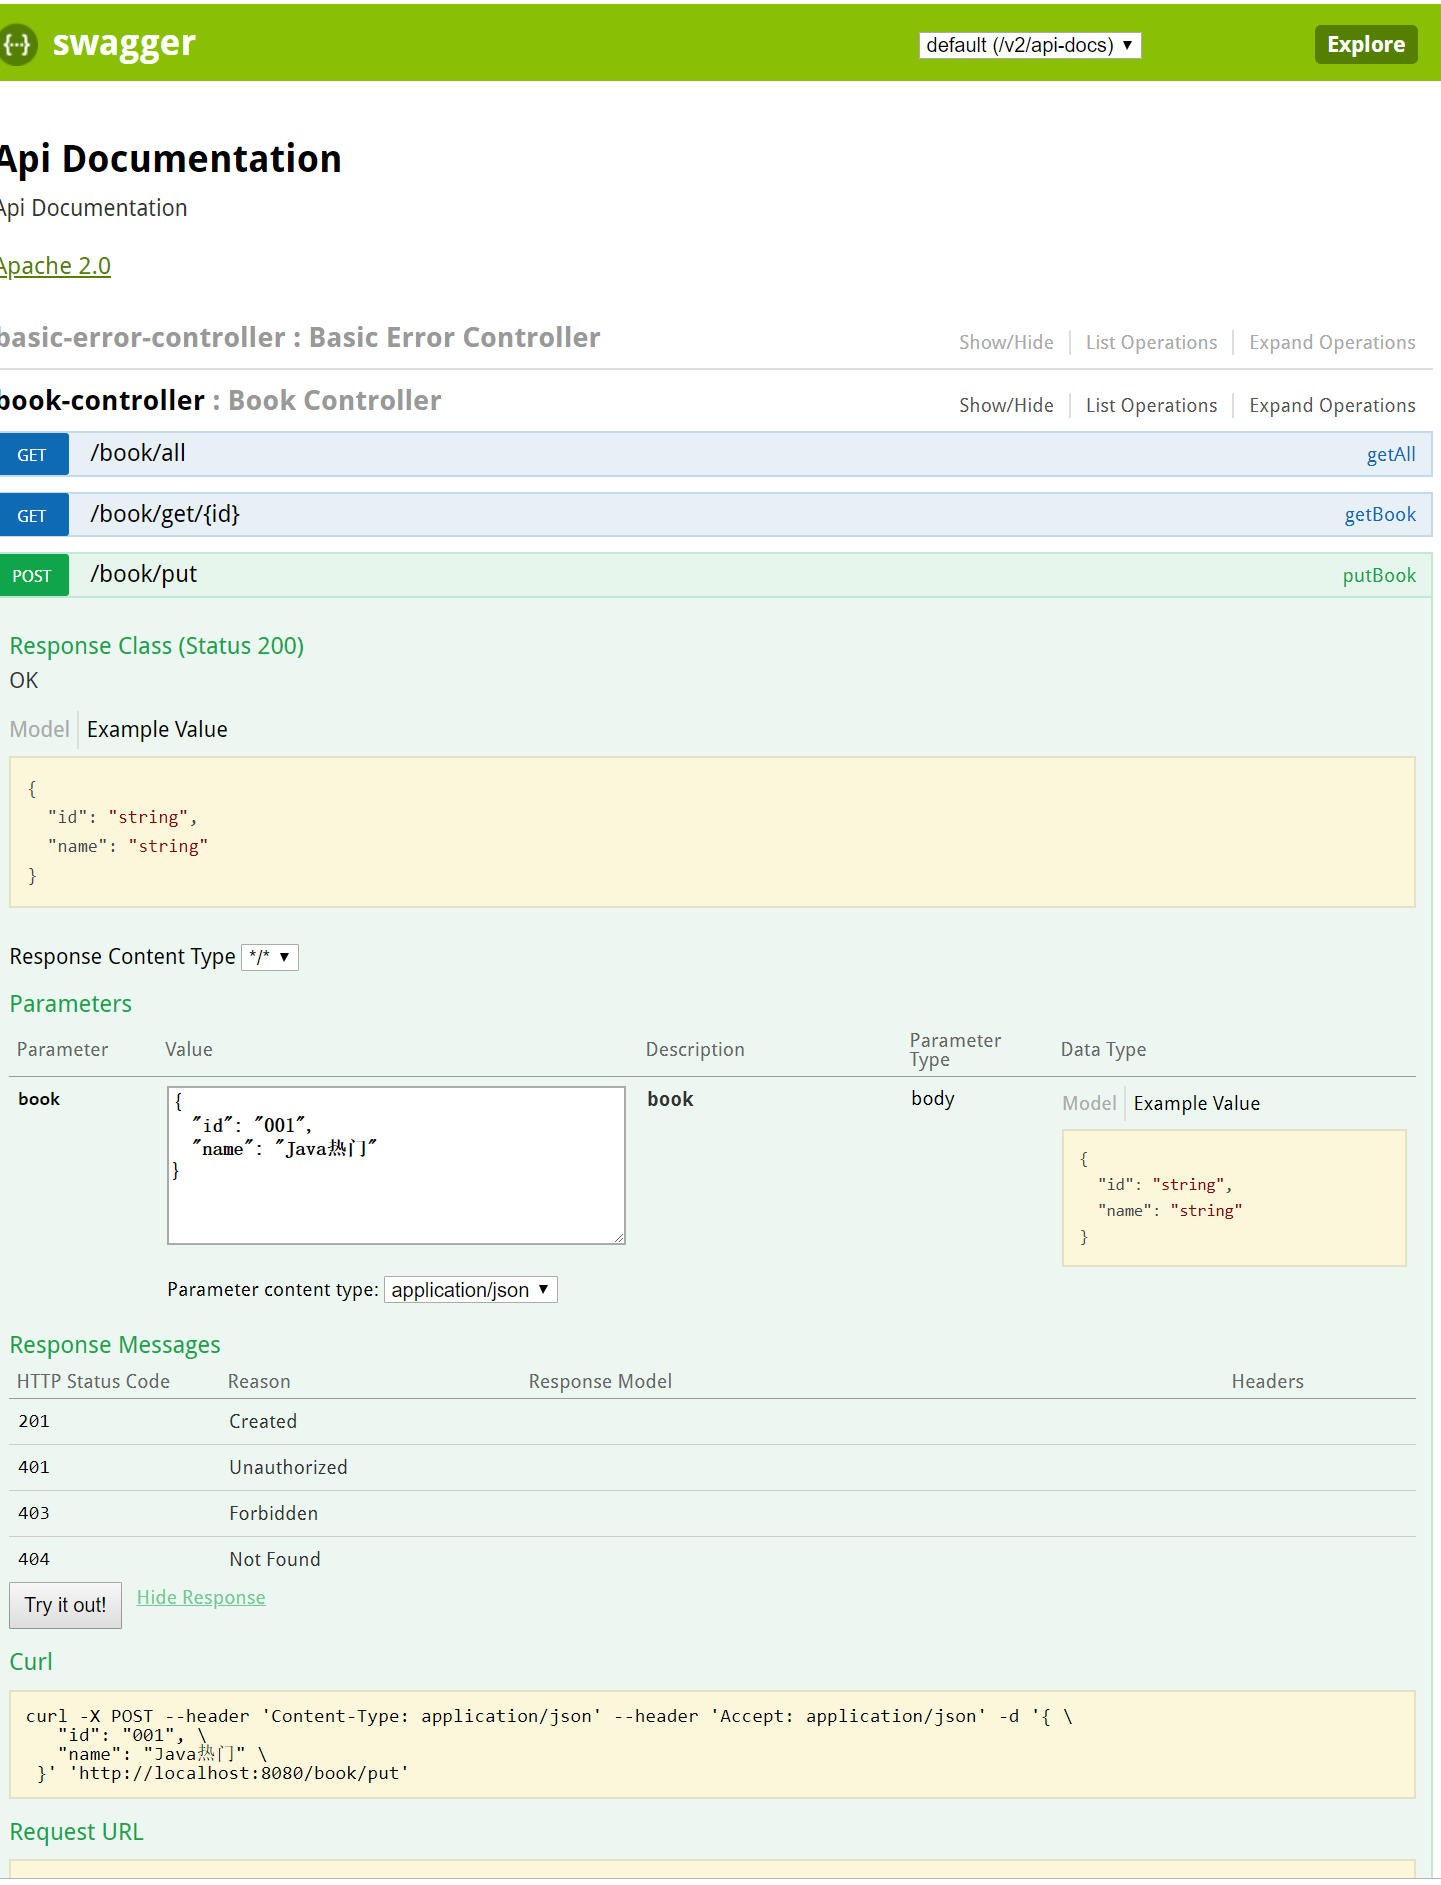 {···} swagger default (/v2/api-docs) ▼ Explore
Api Documentation
Api Documentation
Apache 2.0
basic-error-controller : Basic Error Controller Show/Hide List Operations Expand Operations
book-controller : Book Controller Show/Hide List Operations Expand Operations
GET /book/all getAll
GET /book/get/{id} getBook
POST /book/put putBook
Response Class (Status 200)
OK
Model Example Value
{
"id": "string",
"name": "string"
}
Response Content Type */* ▼
Parameters
Parameter Value Description Parameter Type Data Type
book
{
"id": "001",
"name": "Java热门"
}
book body
Model Example Value
{
"id": "string",
"name": "string"
}
Parameter content type: application/json ▼
Response Messages
HTTP Status Code Reason Response Model Headers
201 Created
401 Unauthorized
403 Forbidden
404 Not Found
Try it out! Hide Response
Curl
curl -X POST --header 'Content-Type: application/json' --header 'Accept: application/json' -d '{ \
"id": "001", \
"name": "Java热门" \
}' 'http://localhost:8080/book/put'
Request URL